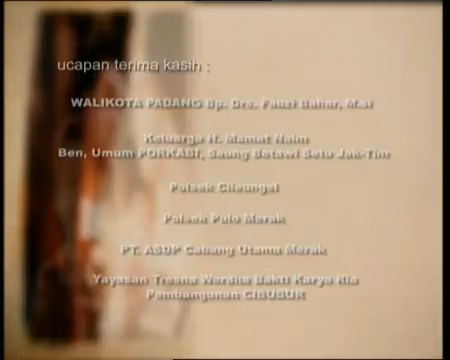 ucapan terima kasih :
WALIKOTA PADANG Bp. Drs. Fauzi Bahar, M.si
Keluarga H. Mamat Naim
Ben, Umum PORKABI, Saung Betawi Setu Jak-Tim
Polsek Cileungsi
Polsek Pulo Merak
PT. ASDP Cabang Utama Merak
Yayasan Tresna Werdha Bakti Karya Ria
Pembangunan CIBUBUR